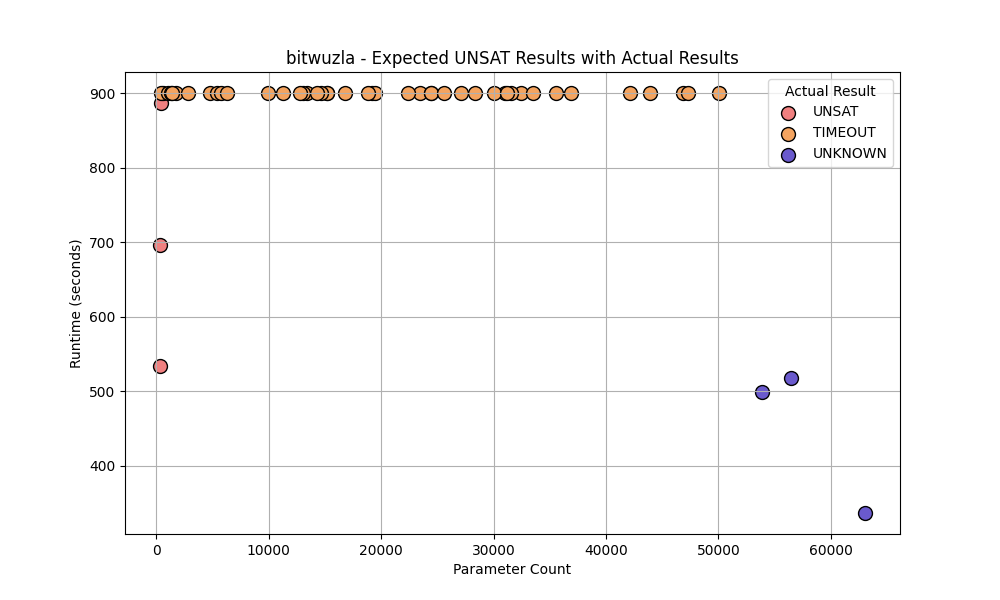 bitwuzla - Expected UNSAT Results with Actual Results
Runtime (seconds)
900
800
700
600
500
400
Actual Result
UNSAT
TIMEOUT
UNKNOWN
0 10000 20000 30000 40000 50000 60000
Parameter Count